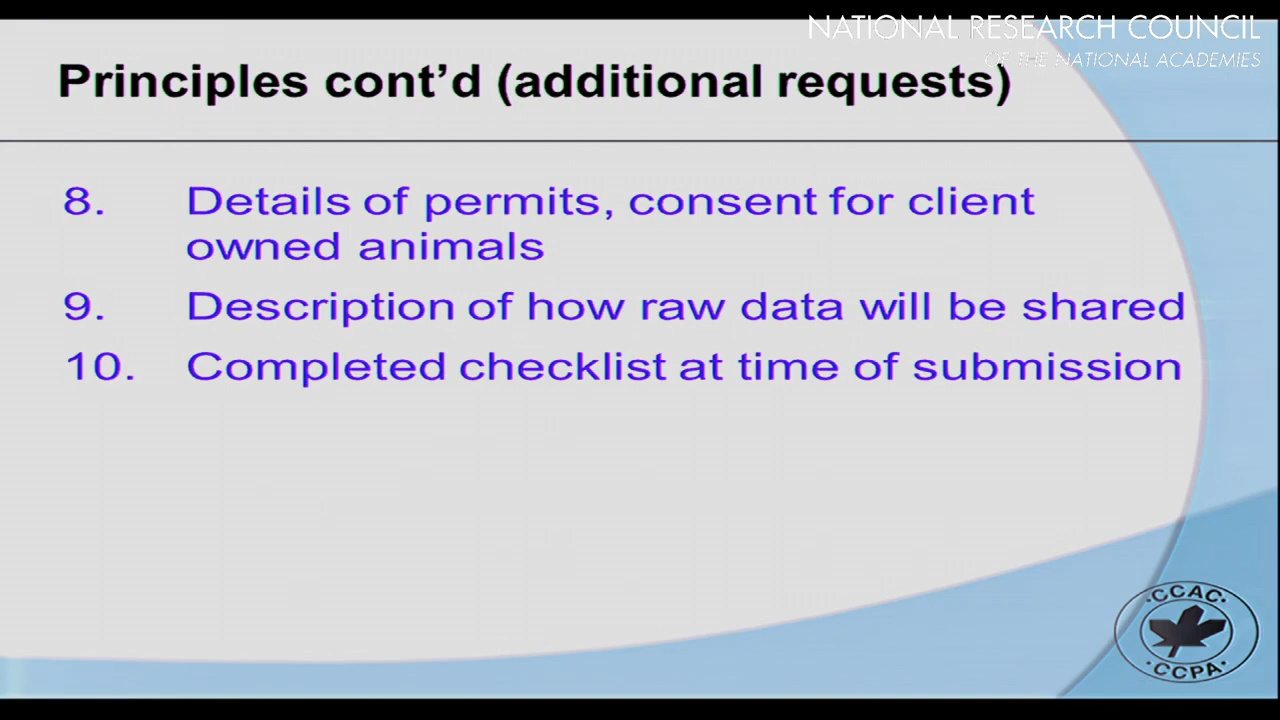 NATIONAL RESEARCH COUNCIL
OF THE NATIONAL ACADEMIES
Principles cont’d (additional requests)
8. Details of permits, consent for client
owned animals
9. Description of how raw data will be shared
10. Completed checklist at time of submission
·CCAC·
·CCPA·